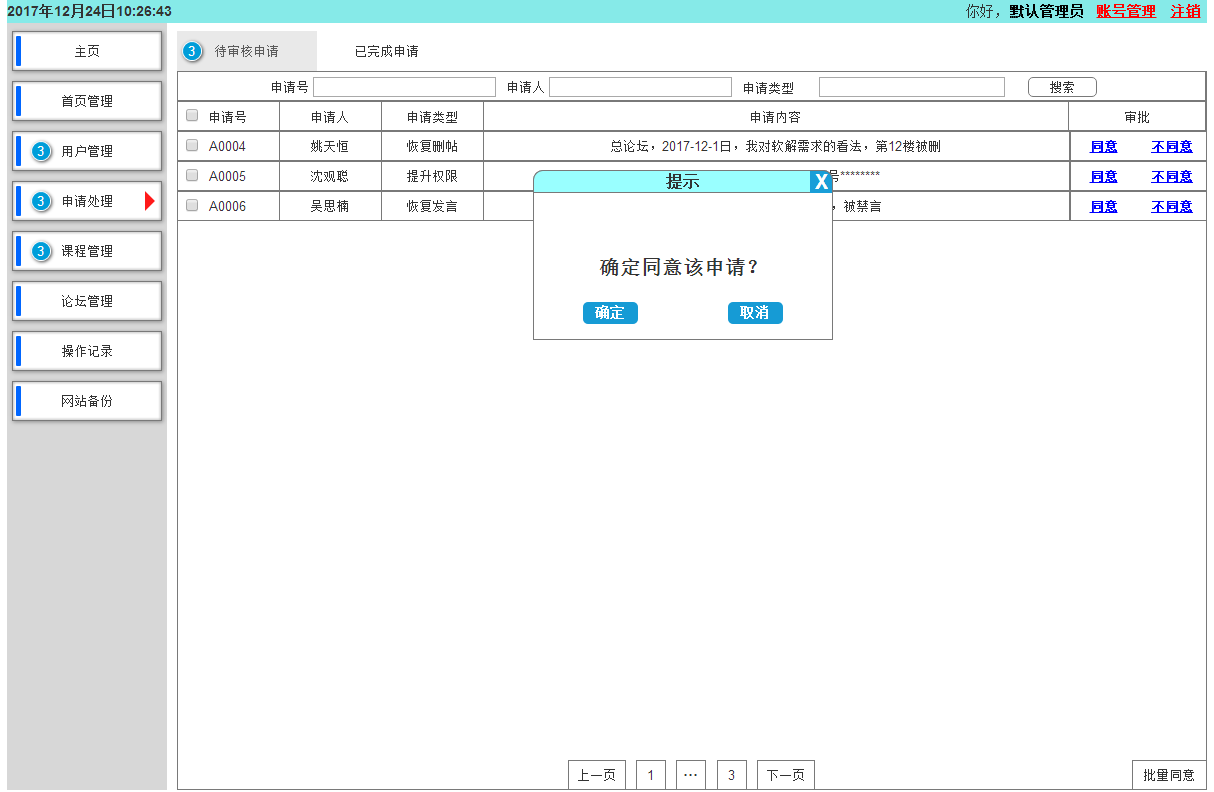 2017年12月24日10:26:43 你好，默认管理员 账号管理 注销
主页
首页管理
3 用户管理
3 申请处理
3 课程管理
论坛管理
操作记录
网站备份
3 待审核申请 已完成申请
申请号 申请人 申请类型 搜索
申请号 申请人 申请类型 申请内容 审批
A0004 姚天恒 恢复删帖 总论坛，2017-12-1日，我对软解需求的看法，第12楼被删 同意 不同意
A0005 沈观聪 提升权限 号******** 同意 不同意
A0006 吴思楠 恢复发言 ，被禁言 同意 不同意
提示 X
确定同意该申请？
确定 取消
上一页 1 ··· 3 下一页 批量同意